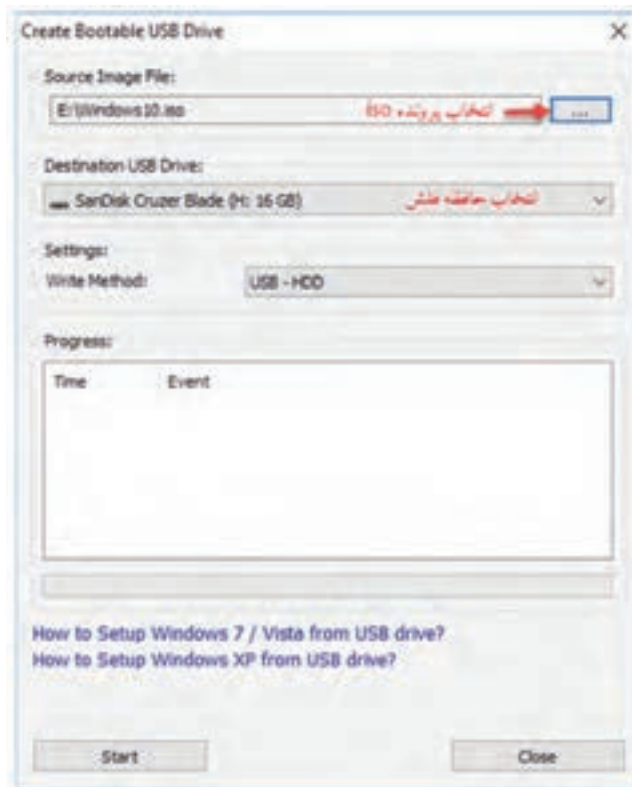 Create Bootable USB Drive
Source Image File:
E:\Windows10.iso انتخاب پرونده ISO ...
Destination USB Drive:
SanDisk Cruzer Blade (H: 16 GB) انتخاب حافظه فلش
Settings:
Write Method: USB - HDD
Progress:
Time Event
How to Setup Windows 7 / Vista from USB drive?
How to Setup Windows XP from USB drive?
Start Close